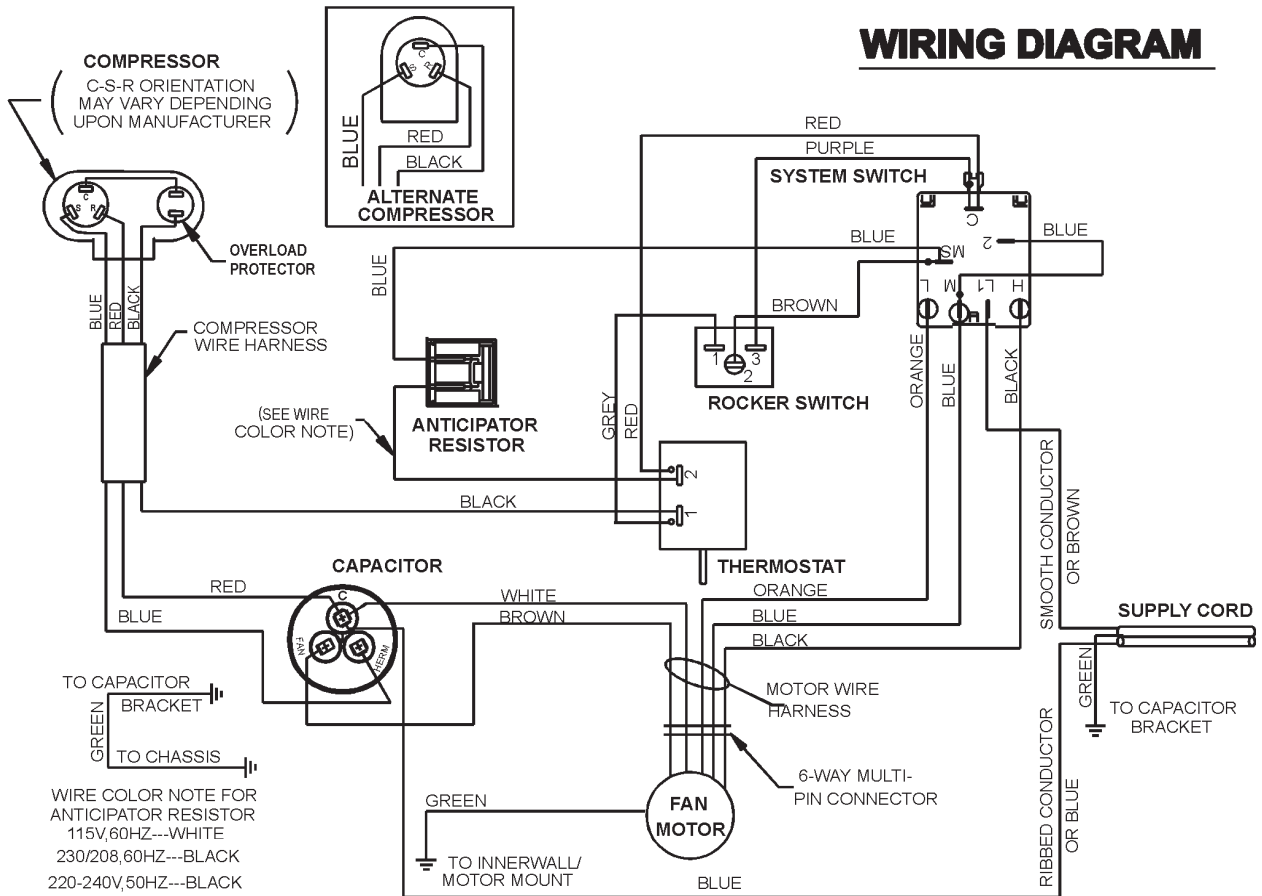 WIRING DIAGRAM
COMPRESSOR
C-S-R ORIENTATION
MAY VARY DEPENDING
UPON MANUFACTURER
C
S
R
BLUE
RED
BLACK
ALTERNATE
COMPRESSOR
C
S
R
OVERLOAD
PROTECTOR
BLUE
RED
BLACK
COMPRESSOR
WIRE HARNESS
RED
PURPLE
SYSTEM SWITCH
C
2
BLUE
MS
L
M
L1
H
BLUE
BLUE
BROWN
1
2
3
ROCKER SWITCH
ORANGE
BLUE
BLACK
(SEE WIRE
COLOR NOTE)
ANTICIPATOR
RESISTOR
GREY
RED
2
1
BLACK
THERMOSTAT
CAPACITOR
C
FAN
HERM
RED
BLUE
WHITE
BROWN
ORANGE
BLUE
BLACK
SMOOTH CONDUCTOR
OR BROWN
SUPPLY CORD
GREEN
TO CAPACITOR
BRACKET
RIBBED CONDUCTOR
OR BLUE
MOTOR WIRE
HARNESS
6-WAY MULTI-
PIN CONNECTOR
FAN
MOTOR
GREEN
TO INNERWALL/
MOTOR MOUNT
BLUE
TO CAPACITOR
BRACKET
GREEN
TO CHASSIS
WIRE COLOR NOTE FOR
ANTICIPATOR RESISTOR
115V,60HZ---WHITE
230/208,60HZ---BLACK
220-240V,50HZ---BLACK